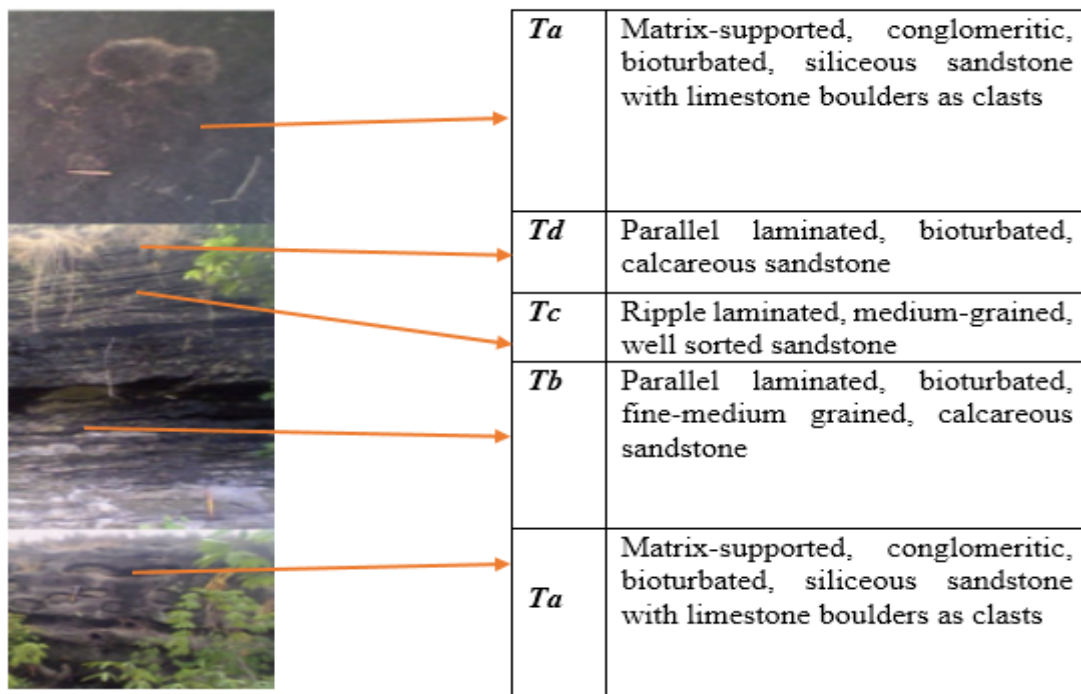 Ta Matrix-supported, conglomeritic,
bioturbated, siliceous sandstone
with limestone boulders as clasts
Td Parallel laminated, bioturbated,
calcareous sandstone
Tc Ripple laminated, medium-grained,
well sorted sandstone
Tb Parallel laminated, bioturbated,
fine-medium grained, calcareous
sandstone
Matrix-supported, conglomeritic,
Ta bioturbated, siliceous sandstone
with limestone boulders as clasts